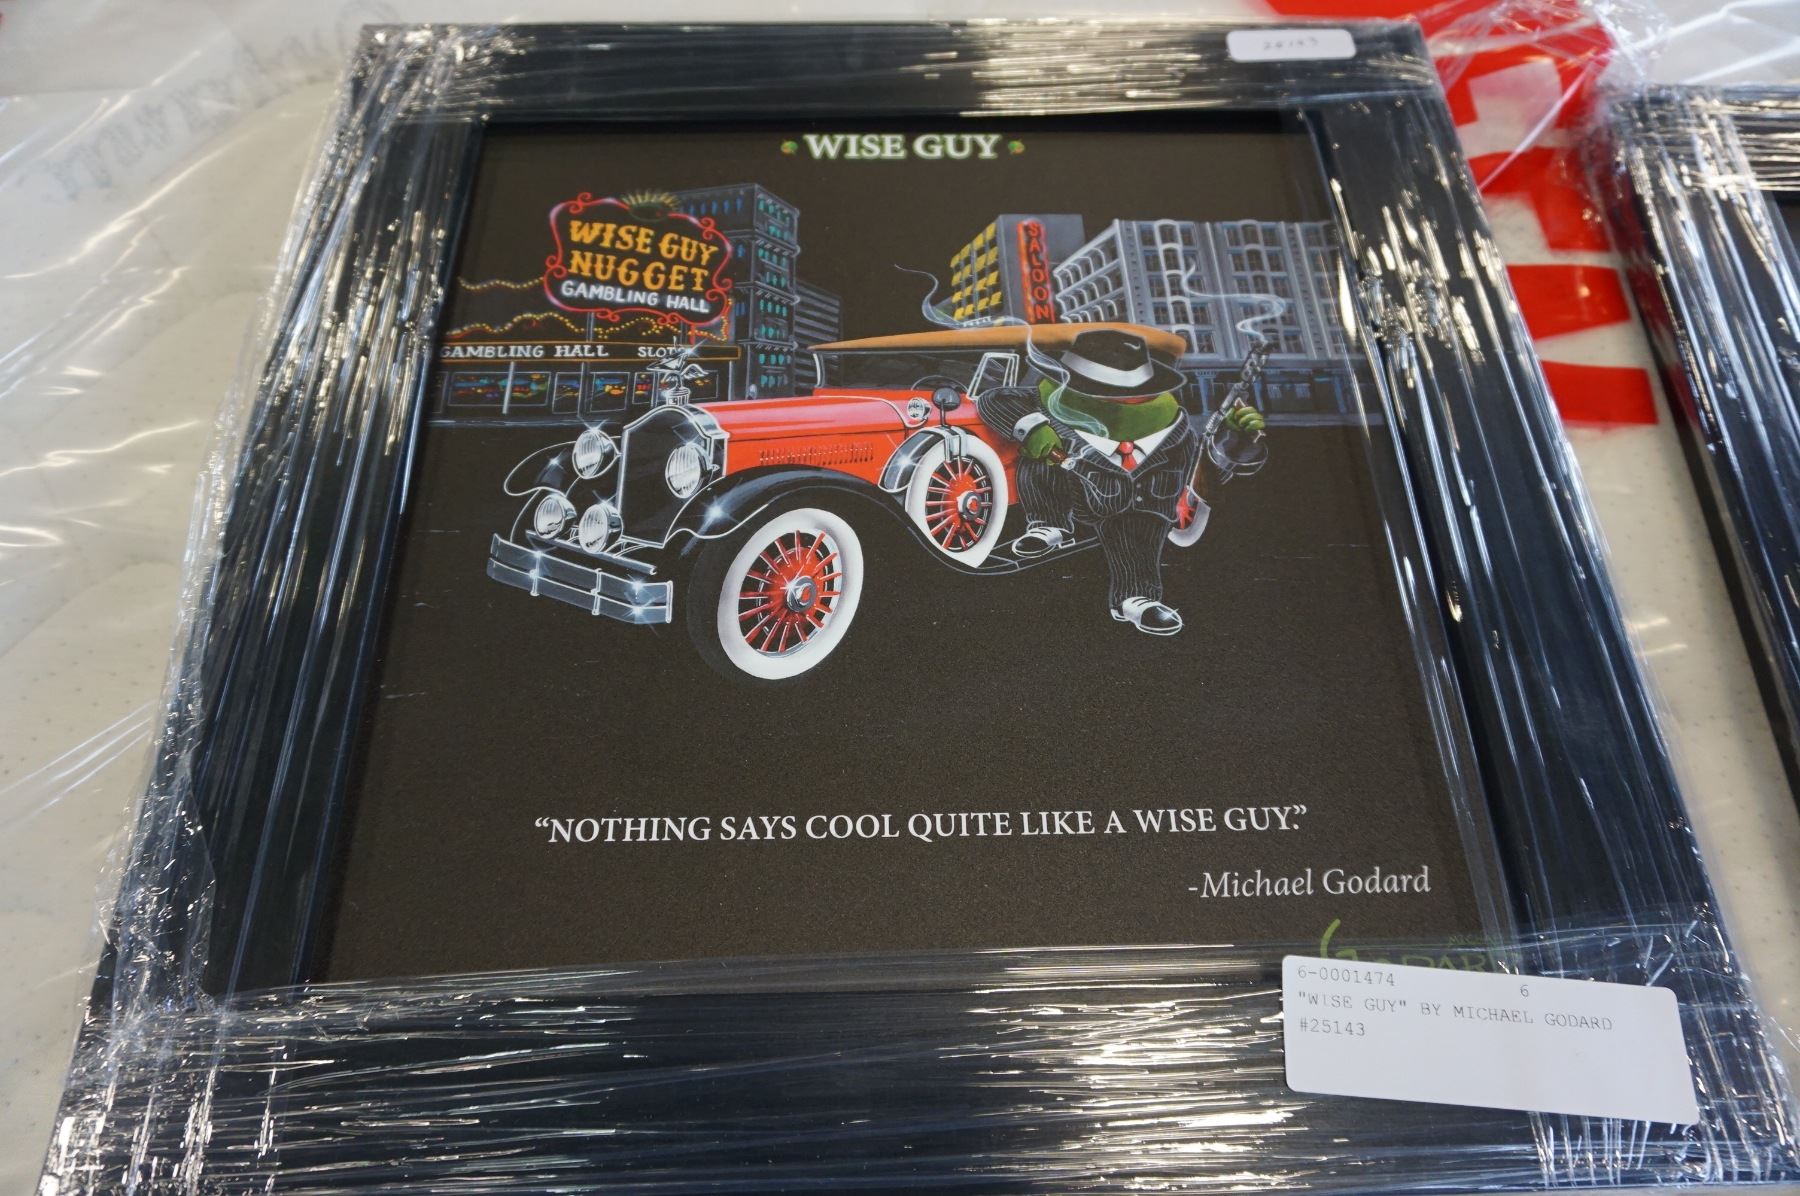 25143
WISE GUY
WISE GUY
NUGGET
GAMBLING HALL
SALOON
GAMBLING HALL SLOT
“NOTHING SAYS COOL QUITE LIKE A WISE GUY.”
-Michael Godard
6-0001474 6
"WISE GUY" BY MICHAEL GODARD
#25143